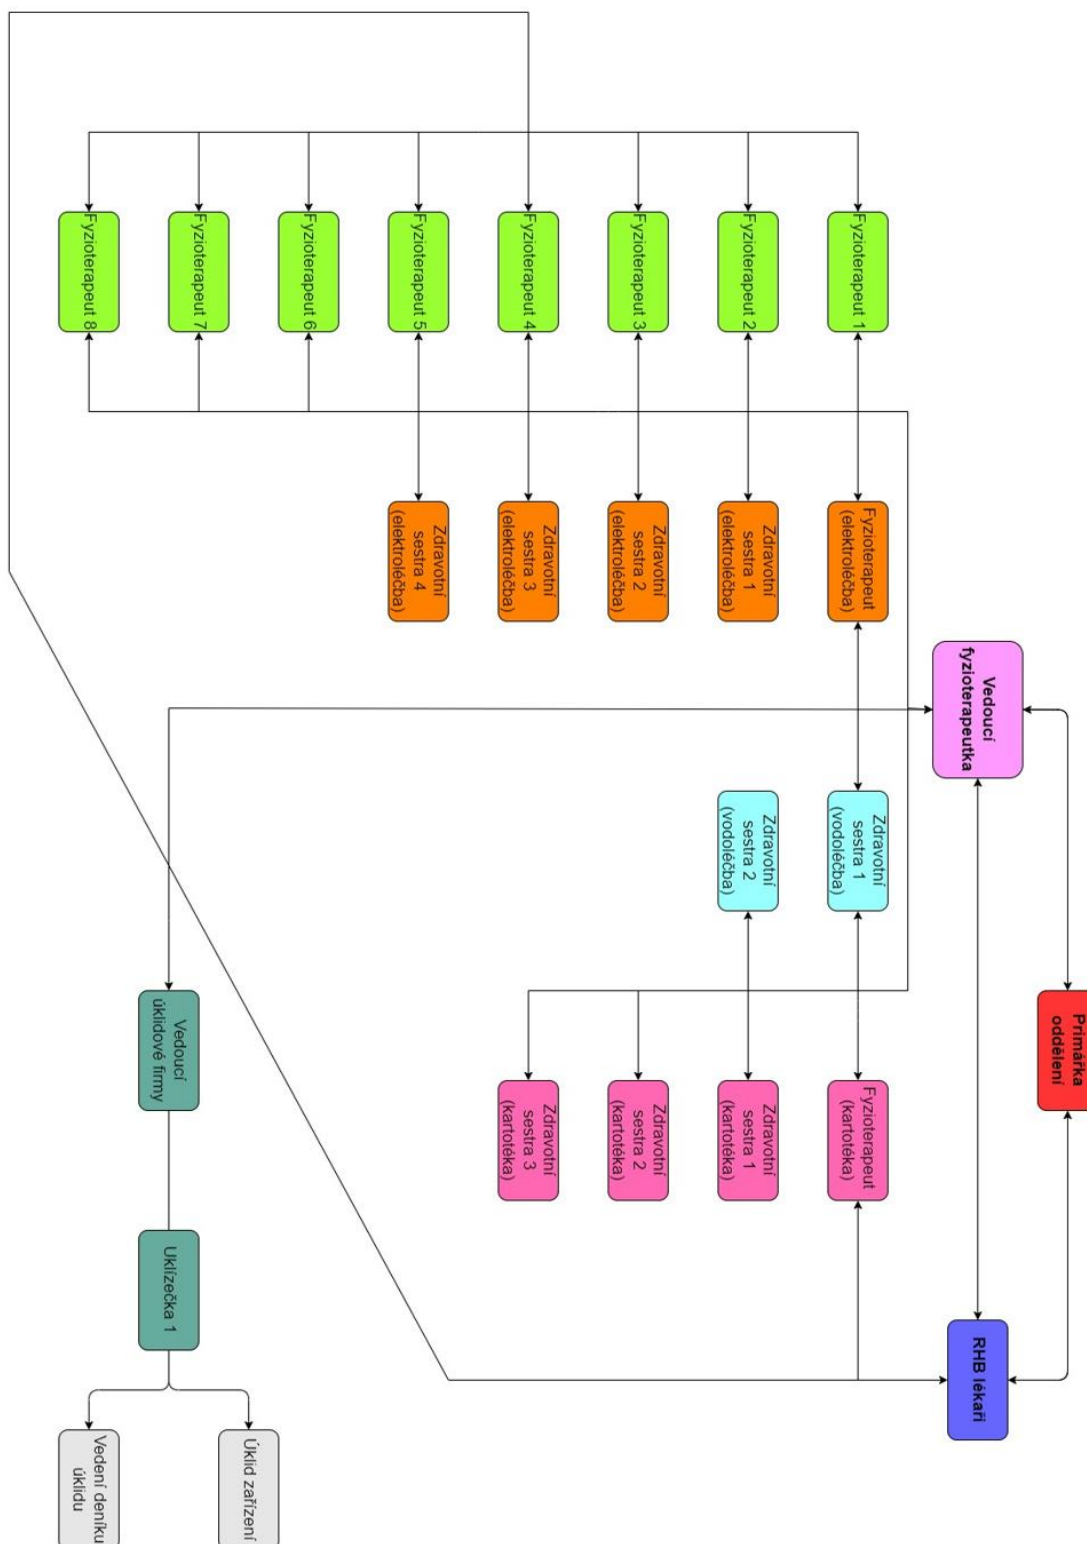 Primářka
oddělení
Vedoucí
fyzioterapeutka
RHB lékaři
Fyzioterapeut 1
Fyzioterapeut
(elektroléčba)
Zdravotní
sestra 1
(vodoléčba)
Fyzioterapeut
(kartotéka)
Fyzioterapeut 2
Zdravotní
sestra 1
(elektroléčba)
Zdravotní
sestra 2
(vodoléčba)
Zdravotní
sestra 1
(kartotéka)
Fyzioterapeut 3
Zdravotní
sestra 2
(elektroléčba)
Zdravotní
sestra 2
(kartotéka)
Fyzioterapeut 4
Zdravotní
sestra 3
(elektroléčba)
Zdravotní
sestra 3
(kartotéka)
Fyzioterapeut 5
Zdravotní
sestra 4
(elektroléčba)
Fyzioterapeut 6
Fyzioterapeut 7
Vedoucí
úklidové firmy
Uklízečka 1
Úklid zařízení
Fyzioterapeut 8
Vedení deníku
úklidu